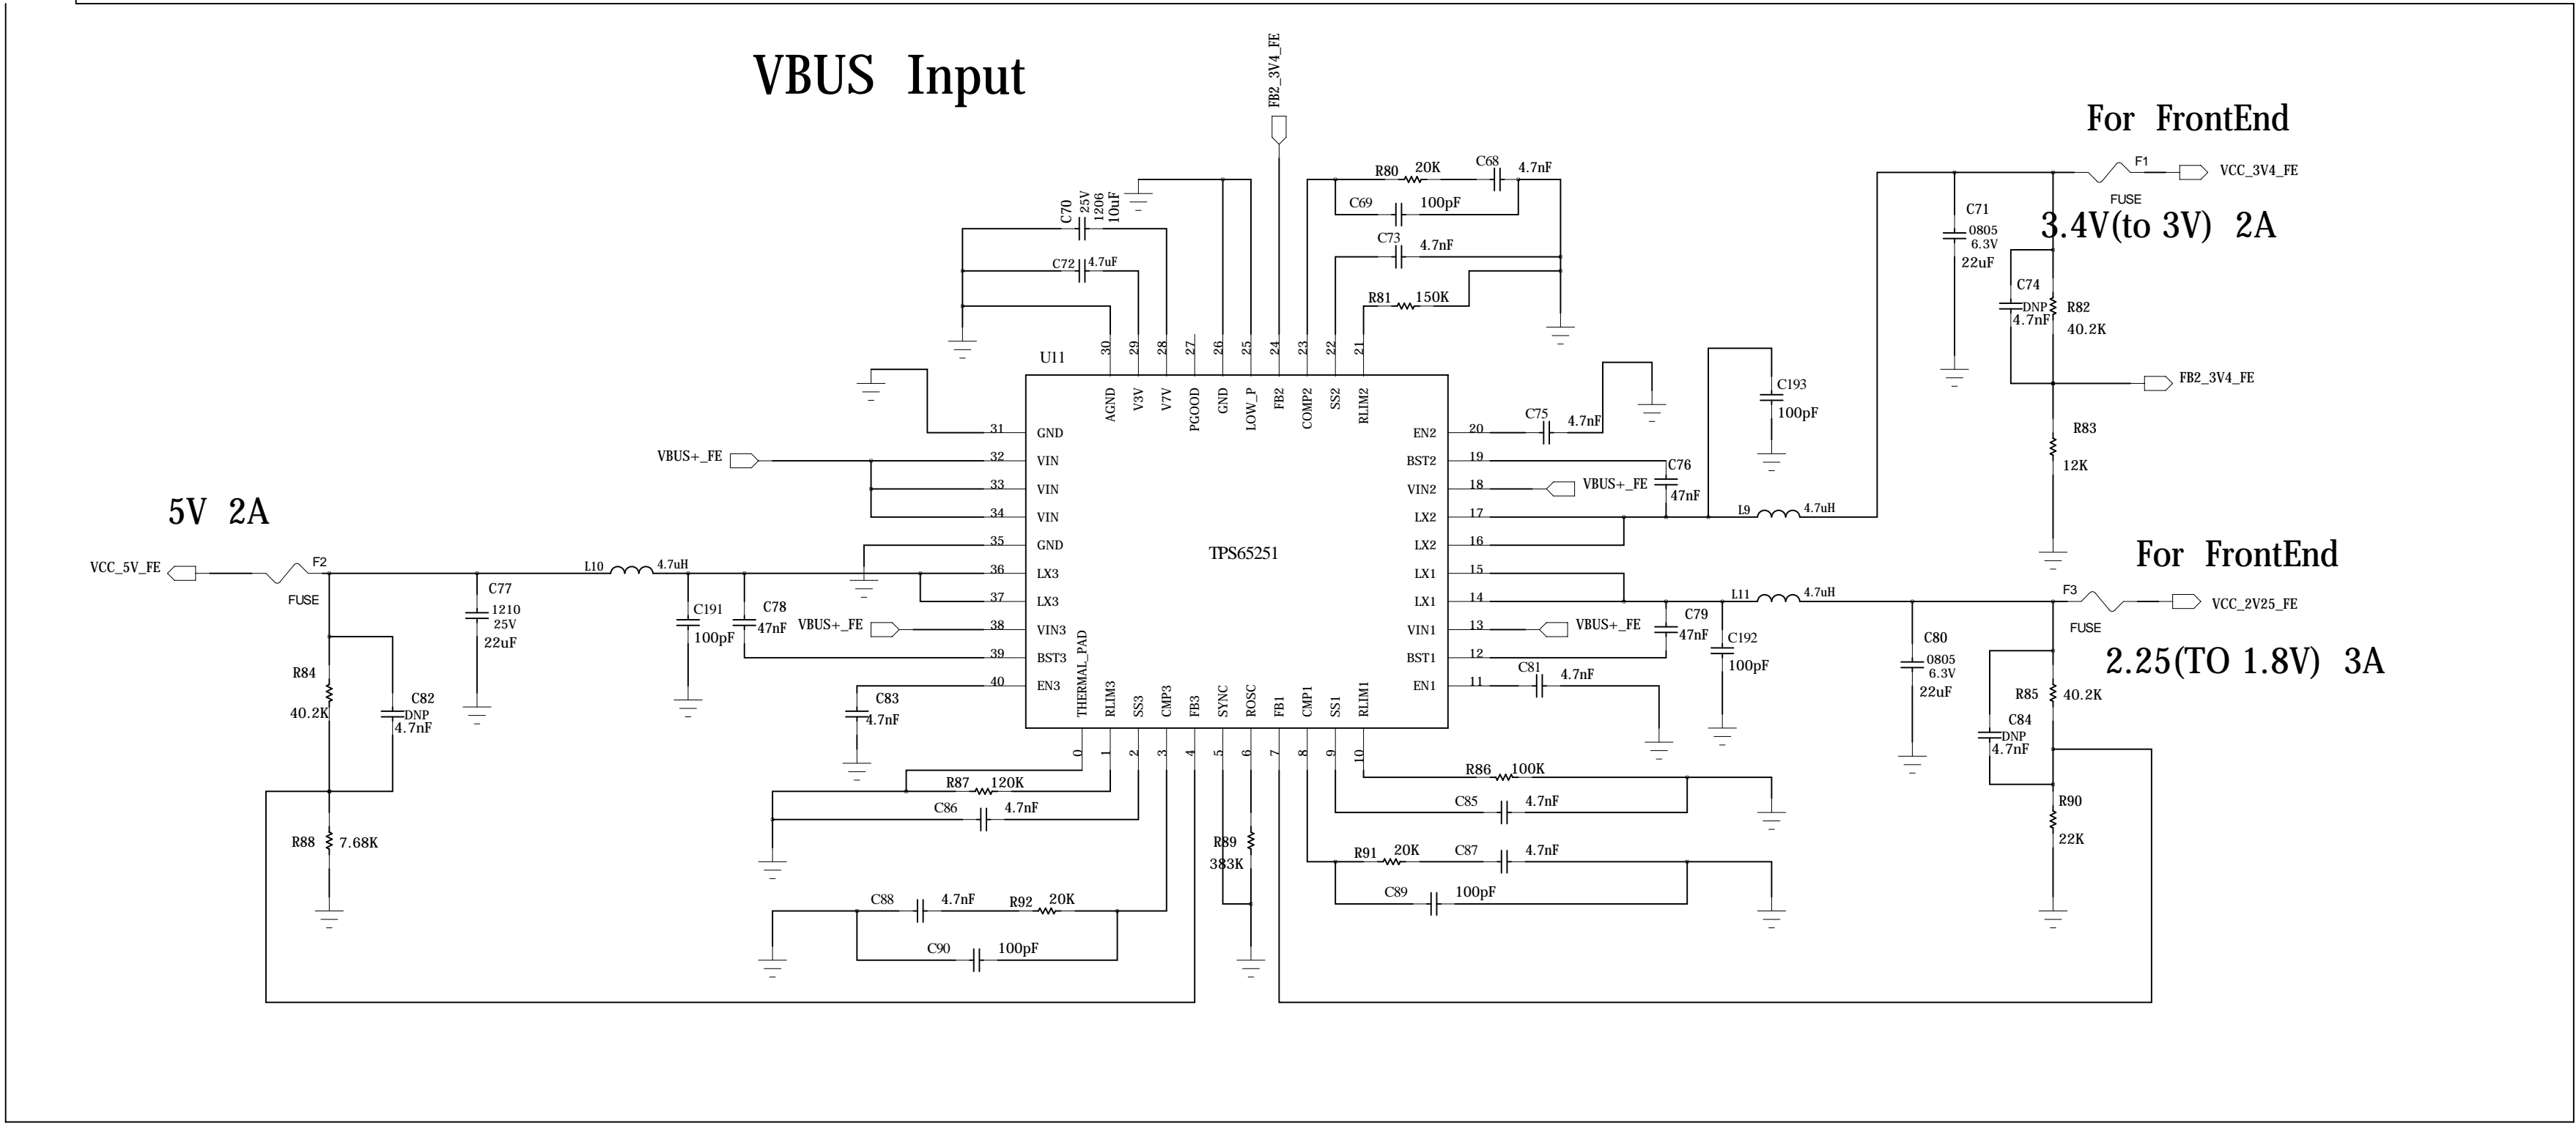 VBUS Input
FB2_3V4_FE
For FrontEnd
F1
FUSE
VCC_3V4_FE
3.4V(to 3V) 2A
C71
0805
6.3V
22uF
C74
DNP
4.7nF
R82
40.2K
FB2_3V4_FE
R83
12K
R80
20K
C68
4.7nF
C69
100pF
C73
4.7nF
R81
150K
C70
25V
1206
10uF
C72
4.7uF
U11
TPS65251
30
29
28
27
26
25
24
23
22
21
AGND
V3V
V7V
PGOOD
GND
LOW_P
FB2
COMP2
SS2
RLIM2
31 GND
32 VIN
33 VIN
34 VIN
35 GND
36 LX3
37 LX3
38 VIN3
39 BST3
40 EN3
EN2 20
BST2 19
VIN2 18
LX2 17
LX2 16
LX1 15
LX1 14
VIN1 13
BST1 12
EN1 11
THERMAL_PAD
RLIM3
SS3
CMP3
FB3
SYNC
ROSC
FB1
CMP1
SS1
RLIM1
0
1
2
3
4
5
6
7
8
9
10
VBUS+_FE
C75
4.7nF
C76
47nF
VBUS+_FE
C193
100pF
L9
4.7uH
5V 2A
VCC_5V_FE
F2
FUSE
L10
4.7uH
C77
1210
25V
22uF
C191
100pF
C78
47nF
VBUS+_FE
R84
40.2K
C82
DNP
4.7nF
C83
4.7nF
R88
7.68K
VBUS+_FE
C79
47nF
C192
100pF
L11
4.7uH
C81
4.7nF
For FrontEnd
F3
FUSE
VCC_2V25_FE
2.25(TO 1.8V) 3A
C80
0805
6.3V
22uF
R85
40.2K
C84
DNP
4.7nF
R90
22K
R87
120K
C86
4.7nF
R89
383K
R86
100K
C85
4.7nF
R91
20K
C87
4.7nF
C89
100pF
C88
4.7nF
R92
20K
C90
100pF